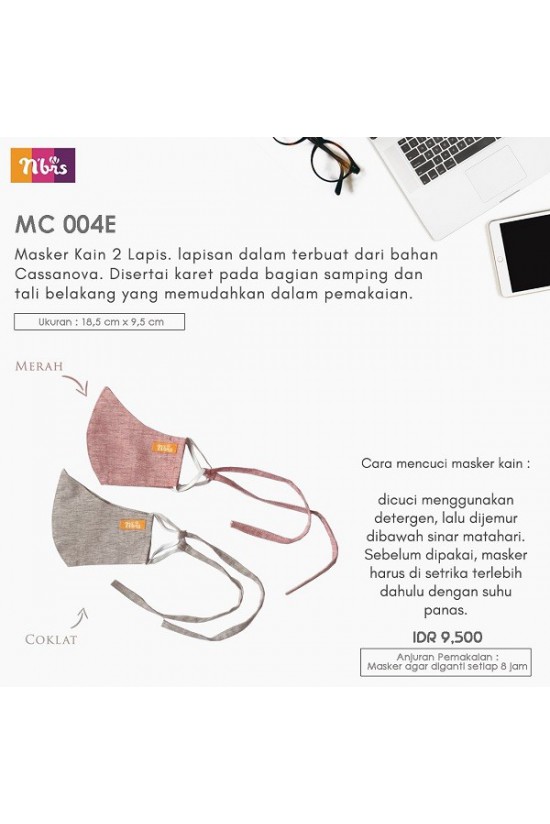 Nbrs
MC 004E
Masker Kain 2 Lapis. lapisan dalam terbuat dari bahan
Cassanova. Disertai karet pada bagian samping dan
tali belakang yang memudahkan dalam pemakaian.
Ukuran : 18,5 cm x 9,5 cm
MERAH
Nbrs
Nbrs
COKLAT
Cara mencuci masker kain :
dicuci menggunakan
detergen, lalu dijemur
dibawah sinar matahari.
Sebelum dipakai, masker
harus di setrika terlebih
dahulu dengan suhu
panas.
IDR 9,500
Anjuran Pemakaian :
Masker agar diganti setiap 8 jam